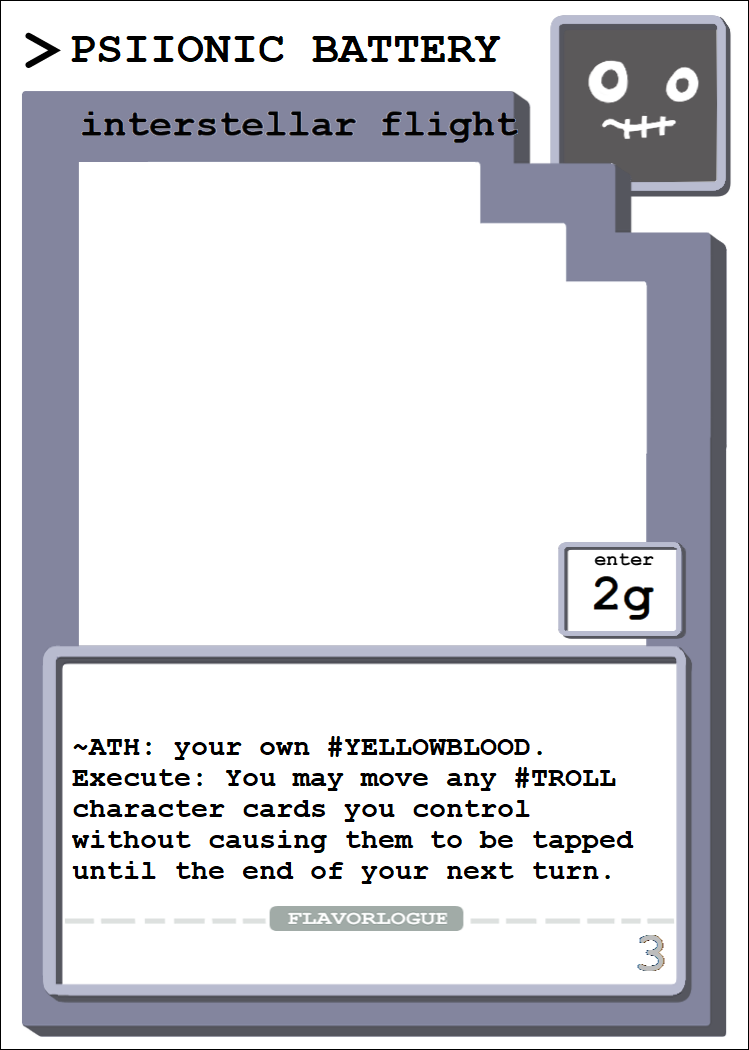 > PSIIONIC BATTERY
interstellar flight
enter
2g
~ATH: your own #YELLOWBLOOD.
Execute: You may move any #TROLL
character cards you control
without causing them to be tapped
until the end of your next turn.
FLAVORLOGUE
3